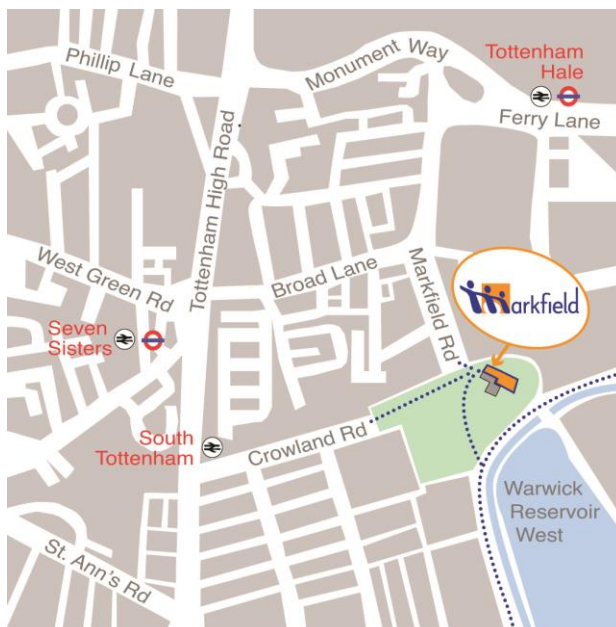 Phillip Lane
Monument Way
Tottenham
Hale
Ferry Lane
Tottenham High Road
West Green Rd
Broad Lane
Markfield Rd
markfield
Seven
Sisters
South
Tottenham
Crowland Rd
Warwick
Reservoir
West
St. Ann's Rd